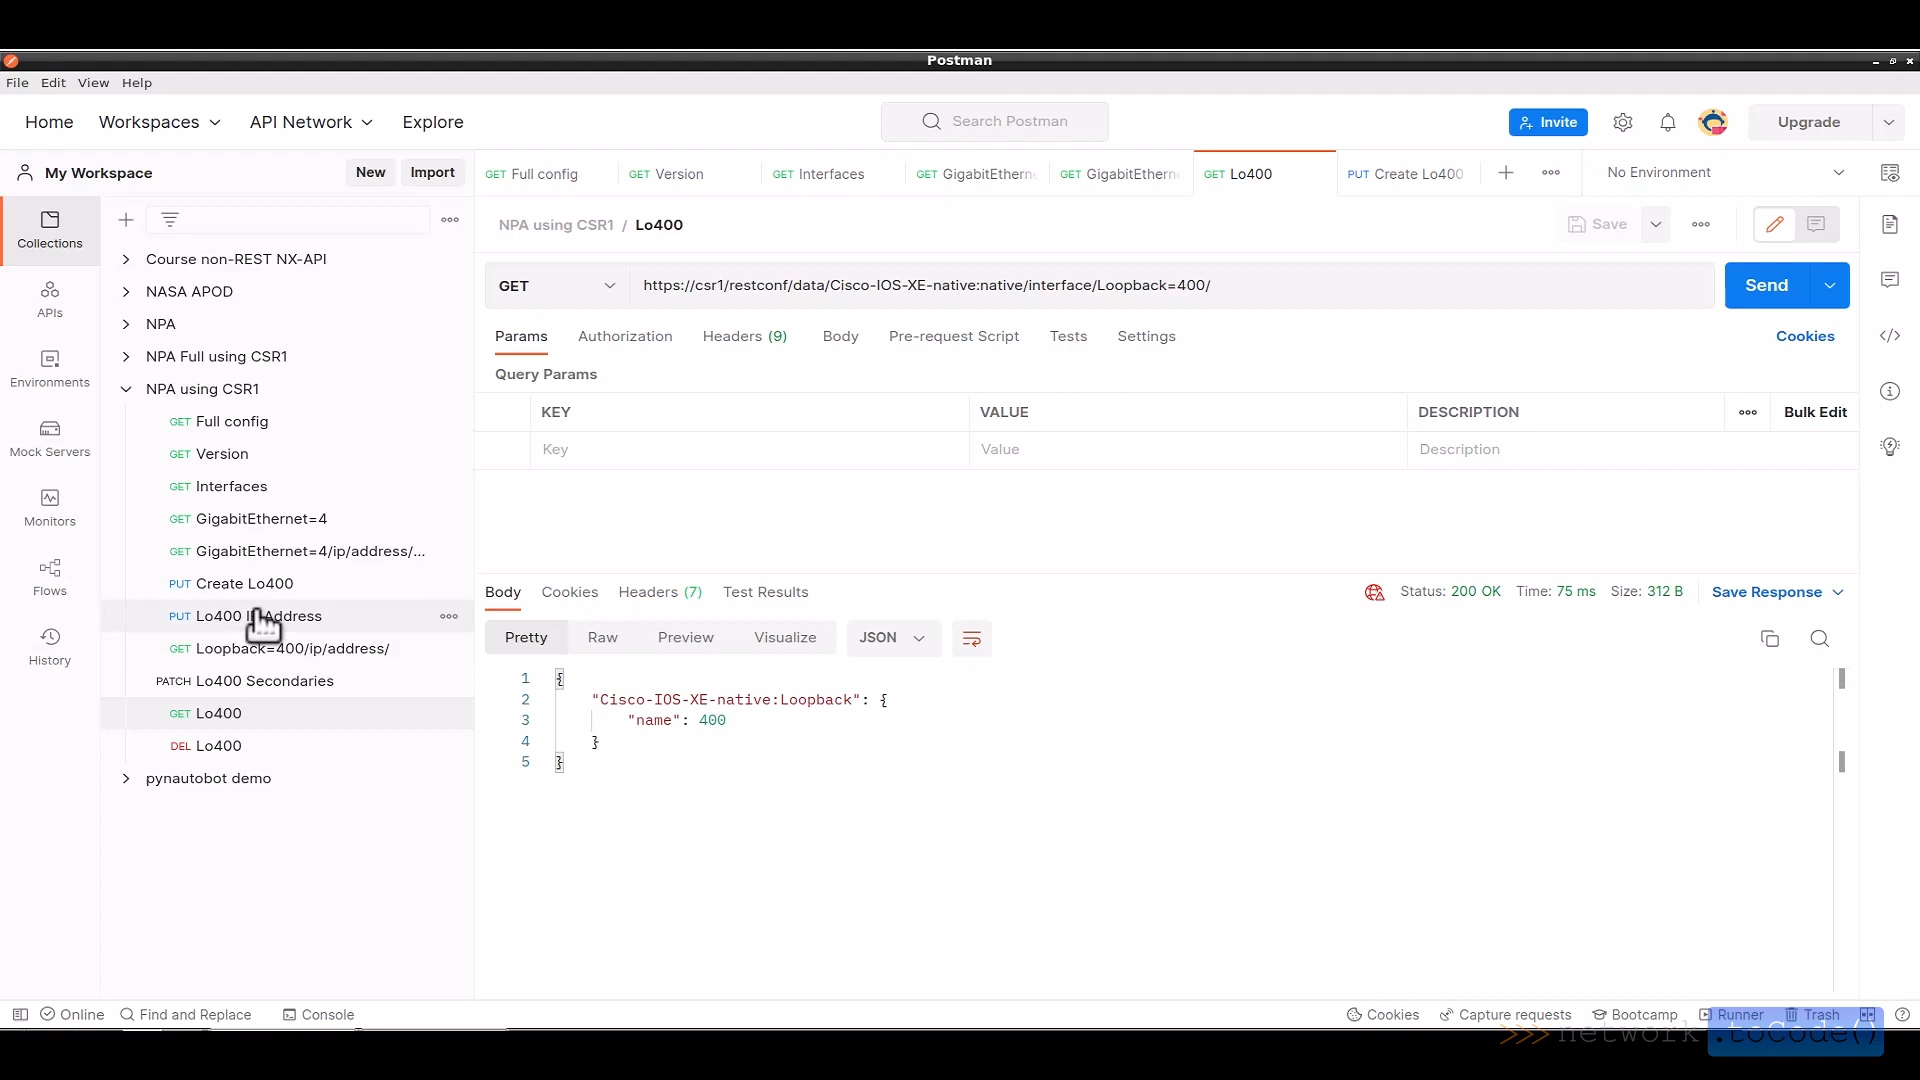 Postman
File Edit View Help
Home Workspaces API Network Explore Search Postman Invite Upgrade
My Workspace New Import GET Full config GET Version GET Interfaces GET GigabitEthern GET GigabitEthern GET Lo400 PUT Create Lo400 No Environment
Collections
APIs
Environments
Mock Servers
Monitors
Flows
History
Course non-REST NX-API
NASA APOD
NPA
NPA Full using CSR1
NPA using CSR1
GET Full config
GET Version
GET Interfaces
GET GigabitEthernet=4
GET GigabitEthernet=4/ip/address/...
PUT Create Lo400
PUT Lo400 Address
GET Loopback=400/ip/address/
PATCH Lo400 Secondaries
GET Lo400
DEL Lo400
pynautobot demo
NPA using CSR1 / Lo400 Save
GET https://csr1/restconf/data/Cisco-IOS-XE-native:native/interface/Loopback=400/ Send
Params Authorization Headers (9) Body Pre-request Script Tests Settings Cookies
Query Params
KEY VALUE DESCRIPTION Bulk Edit
Key Value Description
Body Cookies Headers (7) Test Results Status: 200 OK Time: 75 ms Size: 312 B Save Response
Pretty Raw Preview Visualize JSON
1 {
2 "Cisco-IOS-XE-native:Loopback": {
3 "name": 400
4 }
5 }
Online Find and Replace Console Cookies Capture requests Bootcamp Runner Trash
>>> network .toCode()